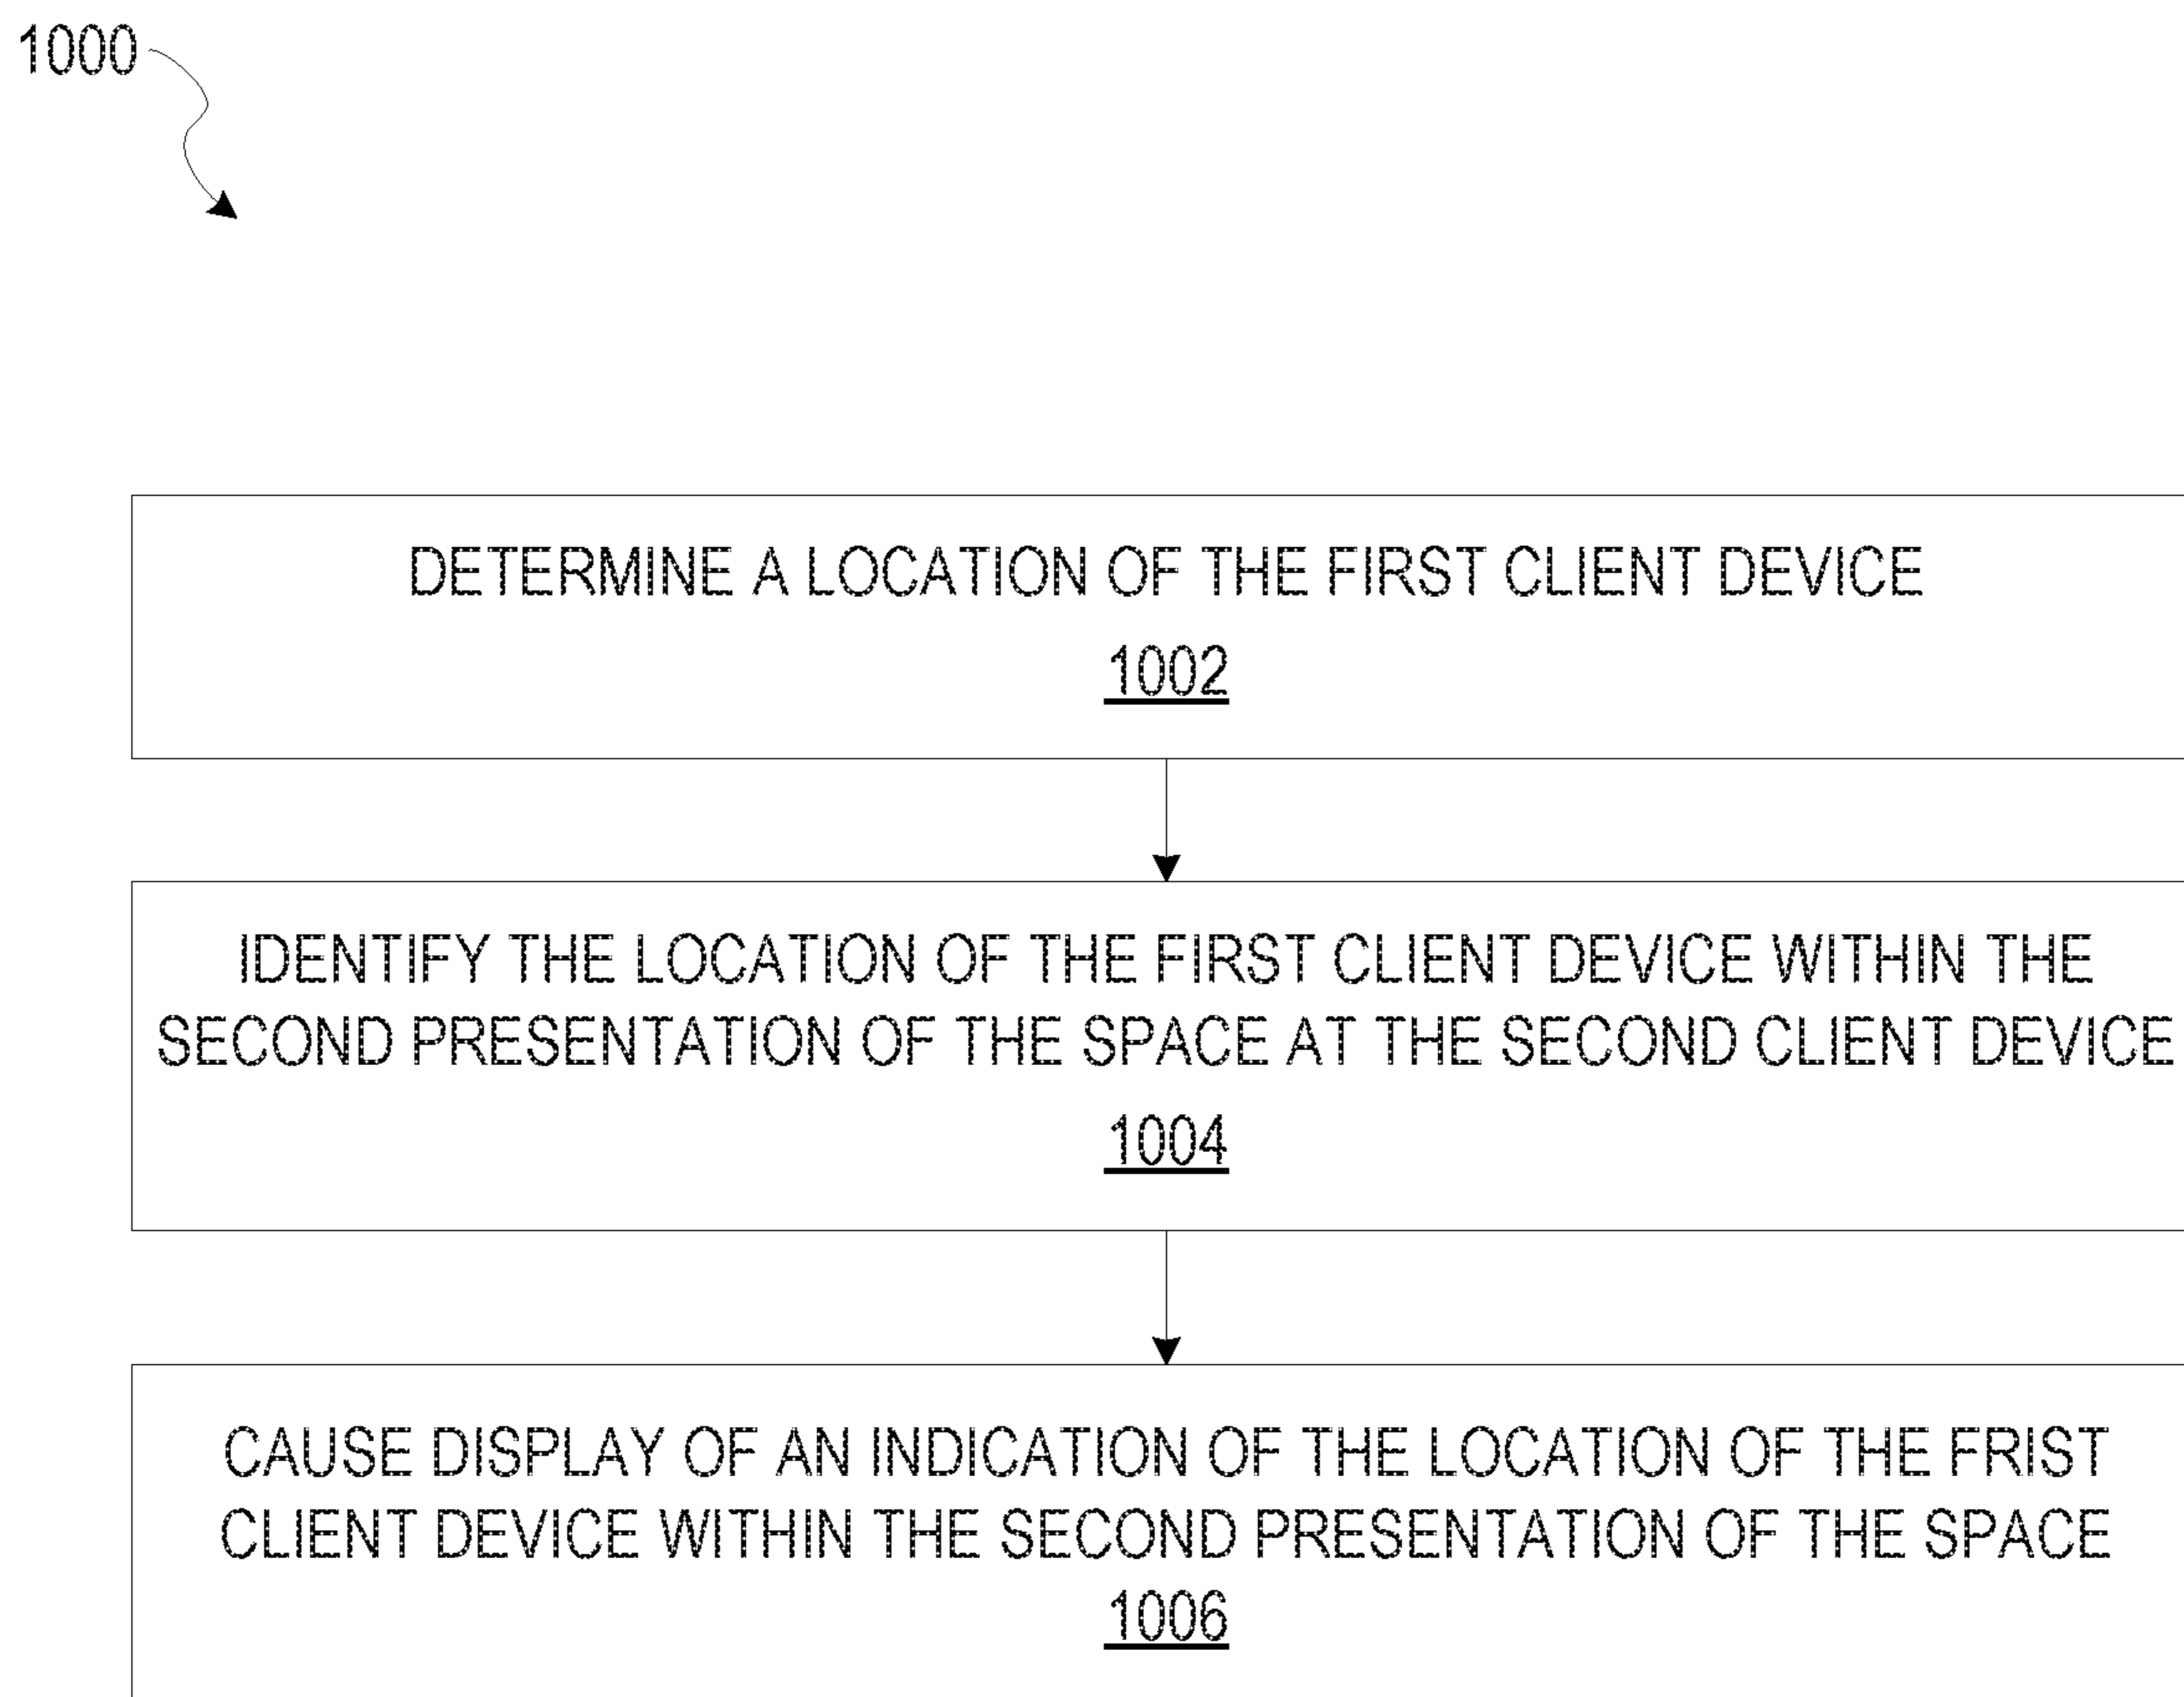 1000
DETERMINE A LOCATION OF THE FIRST CLIENT DEVICE
1002
IDENTIFY THE LOCATION OF THE FIRST CLIENT DEVICE WITHIN THE
SECOND PRESENTATION OF THE SPACE AT THE SECOND CLIENT DEVICE
1004
CAUSE DISPLAY OF AN INDICATION OF THE LOCATION OF THE FRIST
CLIENT DEVICE WITHIN THE SECOND PRESENTATION OF THE SPACE
1006